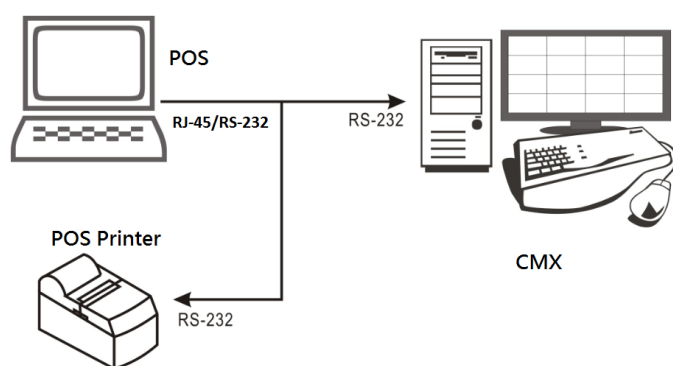 POS
RJ-45/RS-232
RS-232
POS Printer
CMX
RS-232